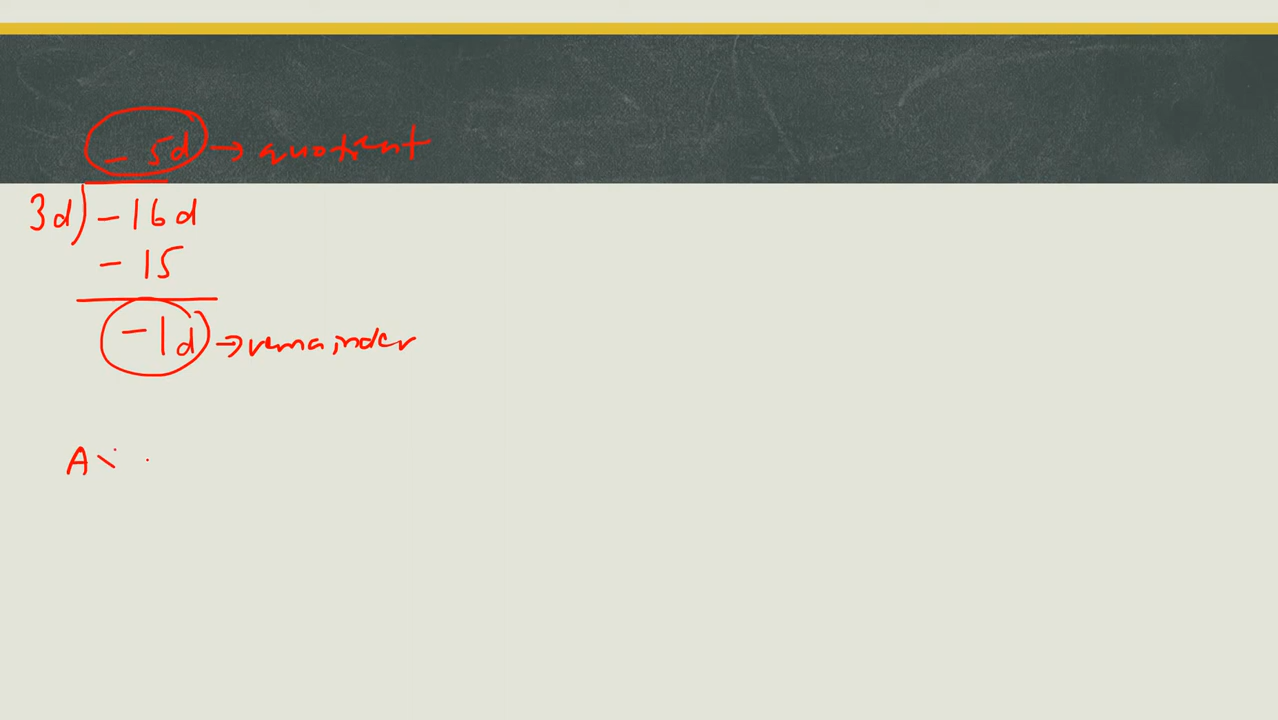 - 5d → quotient
3d) - 16d
- 15
- 1d → remainder
A